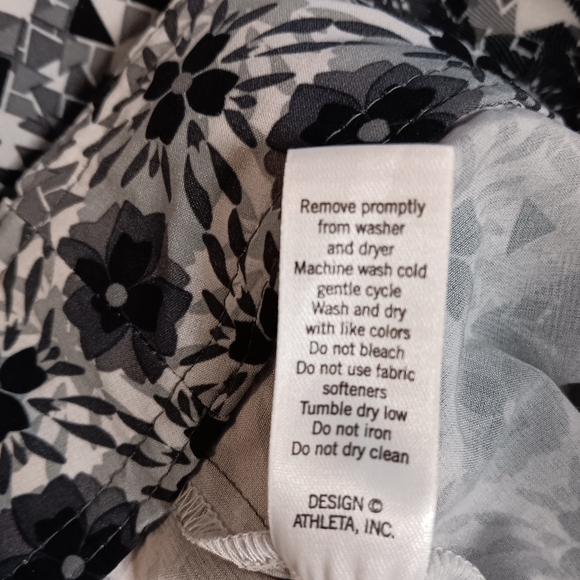 Remove promptly
from washer
and dryer
Machine wash cold
gentle cycle
Wash and dry
with like colors
Do not bleach
Do not use fabric
softeners
Tumble dry low
Do not iron
Do not dry clean
DESIGN ©
ATHLETA, INC.